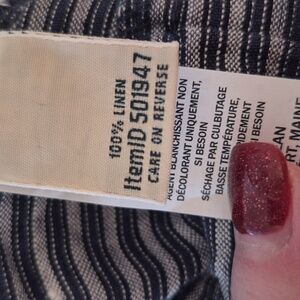 100% LINEN
ItemID 501947
CARE ON REVERSE
AGENT BLANCHISSANT NON
DÉCOLORANT UNIQUEMENT,
SI BESOIN
SÉCHAGE PAR CULBUTAGE
BASSE TEMPÉRATURE,
BESOIN